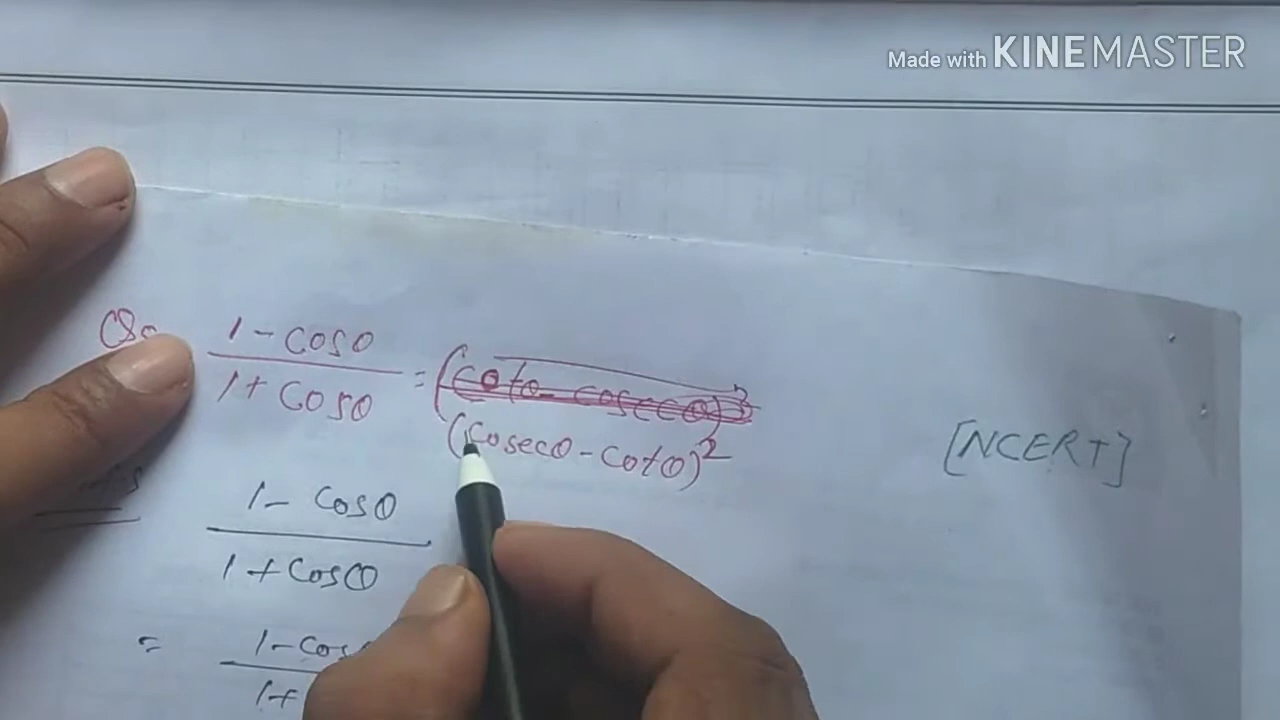 Made with KINEMASTER
1 - cosθ
1 + cosθ
= (cotθ - cosecθ)²
(cosecθ - cotθ)²
[NCERT]
1 - cosθ
1 + cosθ
= 1 - cos
1 +